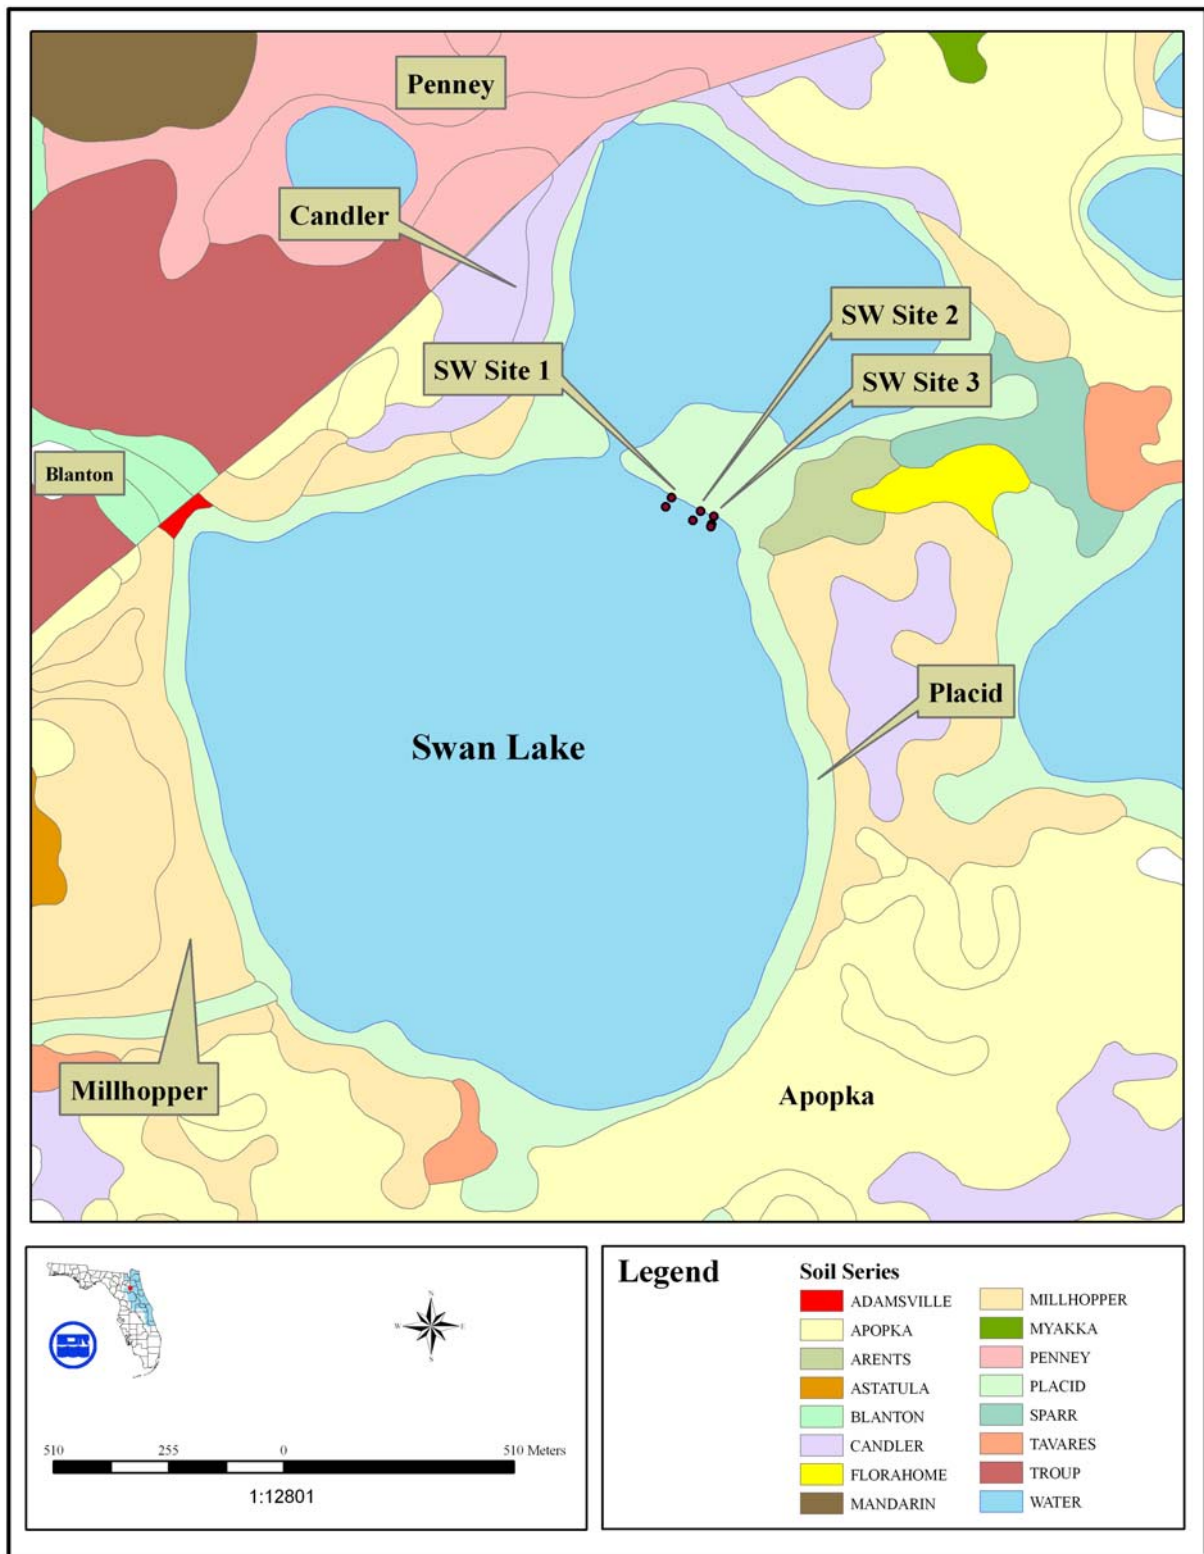 Penney
Candler
SW Site 2
SW Site 1
SW Site 3
Blanton
Placid
Swan Lake
Millhopper
Apopka
N
W E
S
510 255 0 510 Meters
1:12801
Legend
Soil Series
ADAMSVILLE
APOPKA
ARENTS
ASTATULA
BLANTON
CANDLER
FLORAHOME
MANDARIN
MILLHOPPER
MYAKKA
PENNEY
PLACID
SPARR
TAVARES
TROUP
WATER